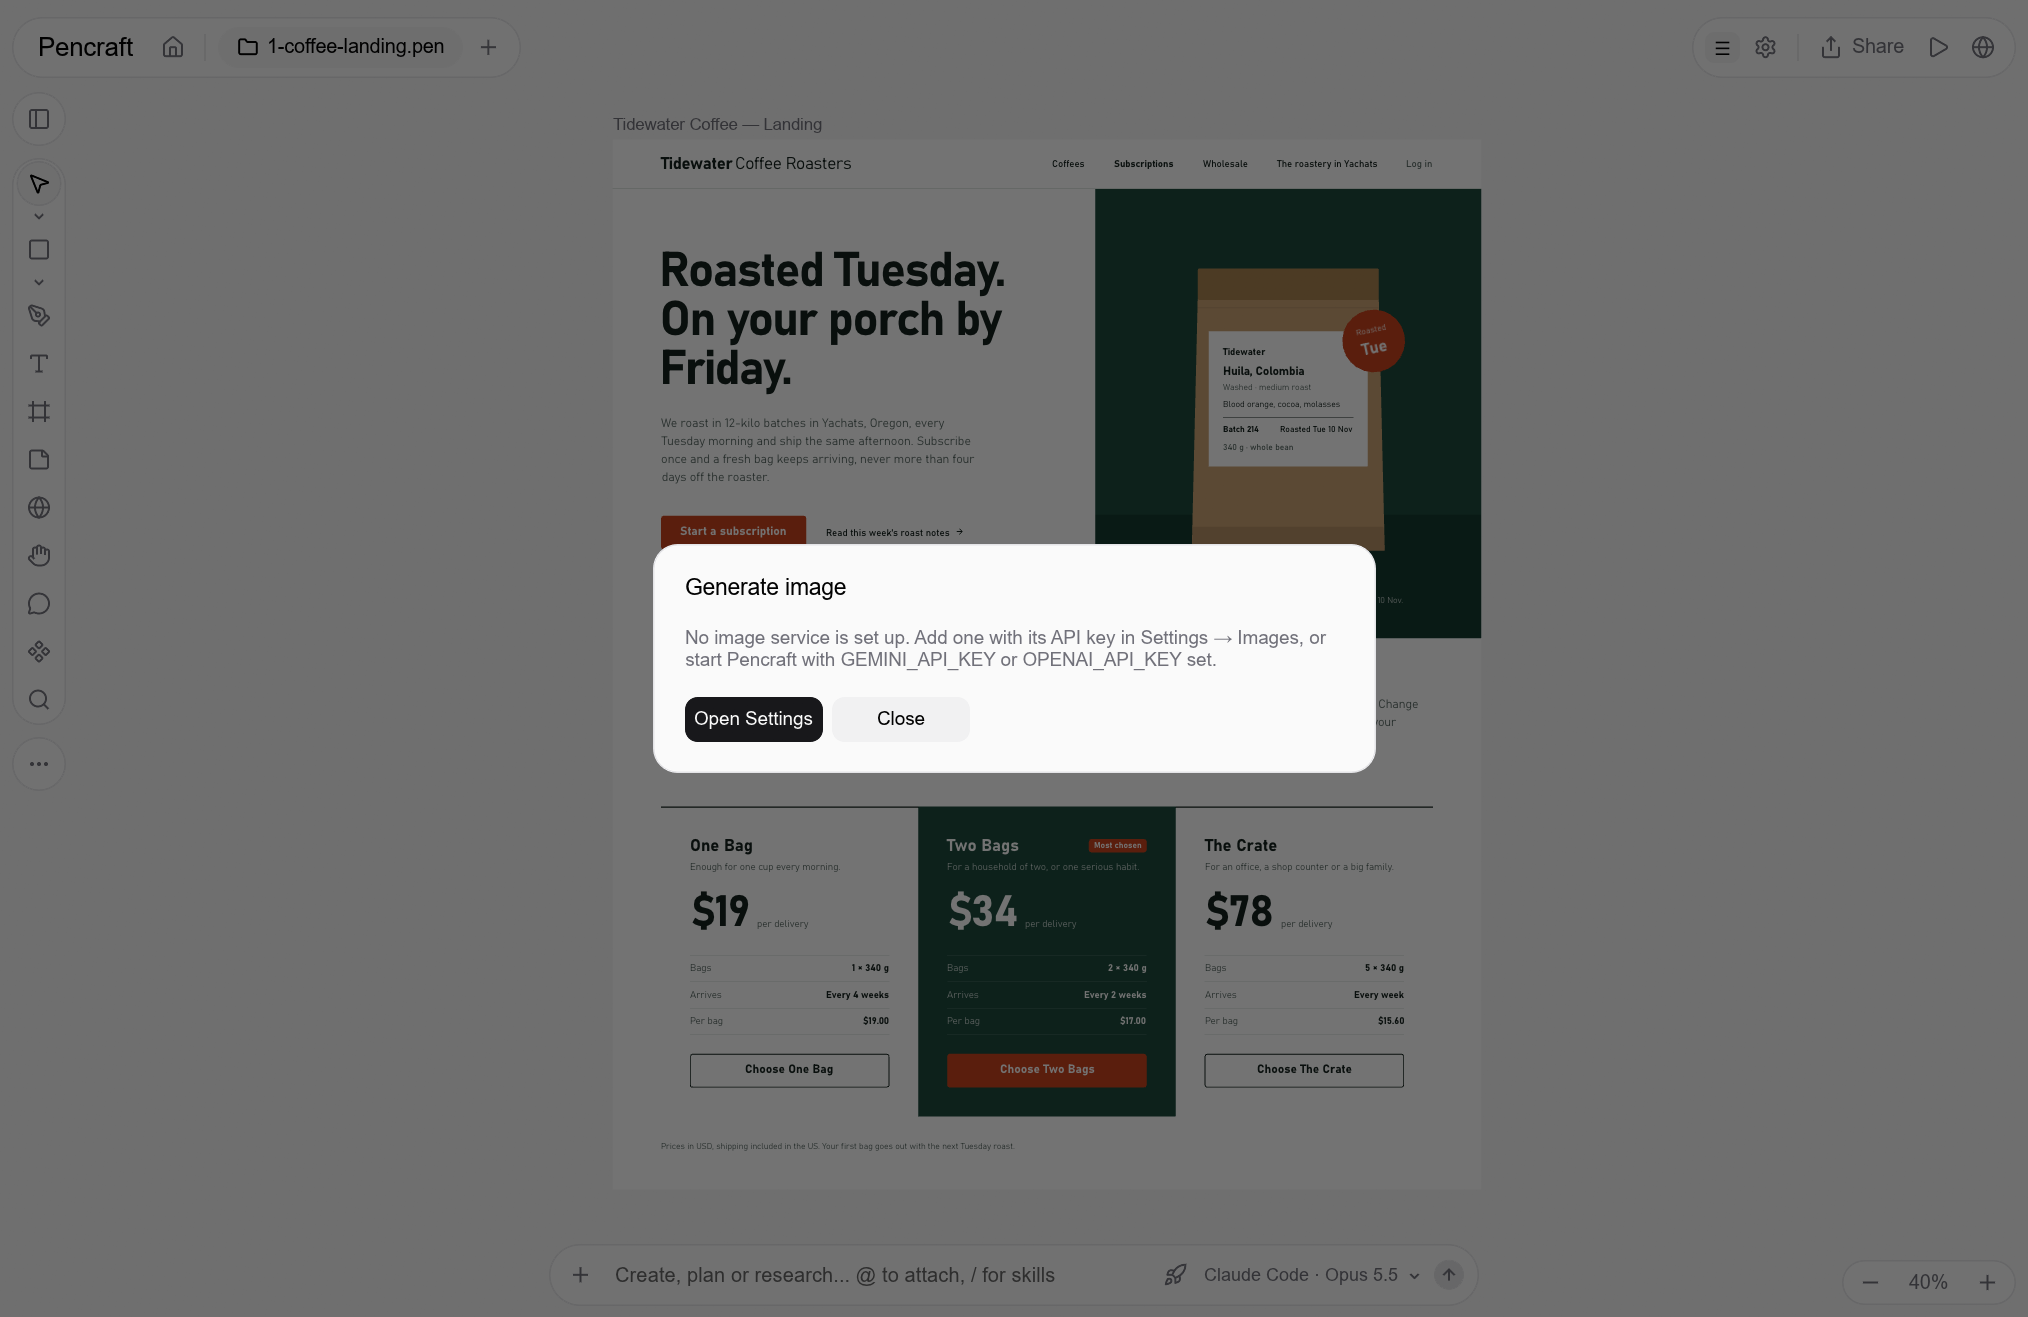 Pencraft
1-coffee-landing.pen
Share
Tidewater Coffee — Landing
Tidewater Coffee Roasters
Coffees
Subscriptions
Wholesale
The roastery in Yachats
Log in
Roasted Tuesday.
On your porch by
Friday.
We roast in 12-kilo batches in Yachats, Oregon, every
Tuesday morning and ship the same afternoon. Subscribe
once and a fresh bag keeps arriving, never more than four
days off the roaster.
Start a subscription
Read this week's roast notes →
Roasted
Tue
Tidewater
Huila, Colombia
Washed · medium roast
Blood orange, cocoa, molasses
Batch 214
Roasted Tue 10 Nov
340 g · whole bean
10 Nov.
Generate image
No image service is set up. Add one with its API key in Settings → Images, or
start Pencraft with GEMINI_API_KEY or OPENAI_API_KEY set.
Open Settings
Close
Change
your
One Bag
Enough for one cup every morning.
$19 per delivery
Bags 1 × 340 g
Arrives Every 4 weeks
Per bag $19.00
Choose One Bag
Two Bags
Most chosen
For a household of two, or one serious habit.
$34 per delivery
Bags 2 × 340 g
Arrives Every 2 weeks
Per bag $17.00
Choose Two Bags
The Crate
For an office, a shop counter or a big family.
$78 per delivery
Bags 5 × 340 g
Arrives Every week
Per bag $15.60
Choose The Crate
Prices in USD, shipping included in the US. Your first bag goes out with the next Tuesday roast.
Create, plan or research... @ to attach, / for skills
Claude Code · Opus 5.5
40%